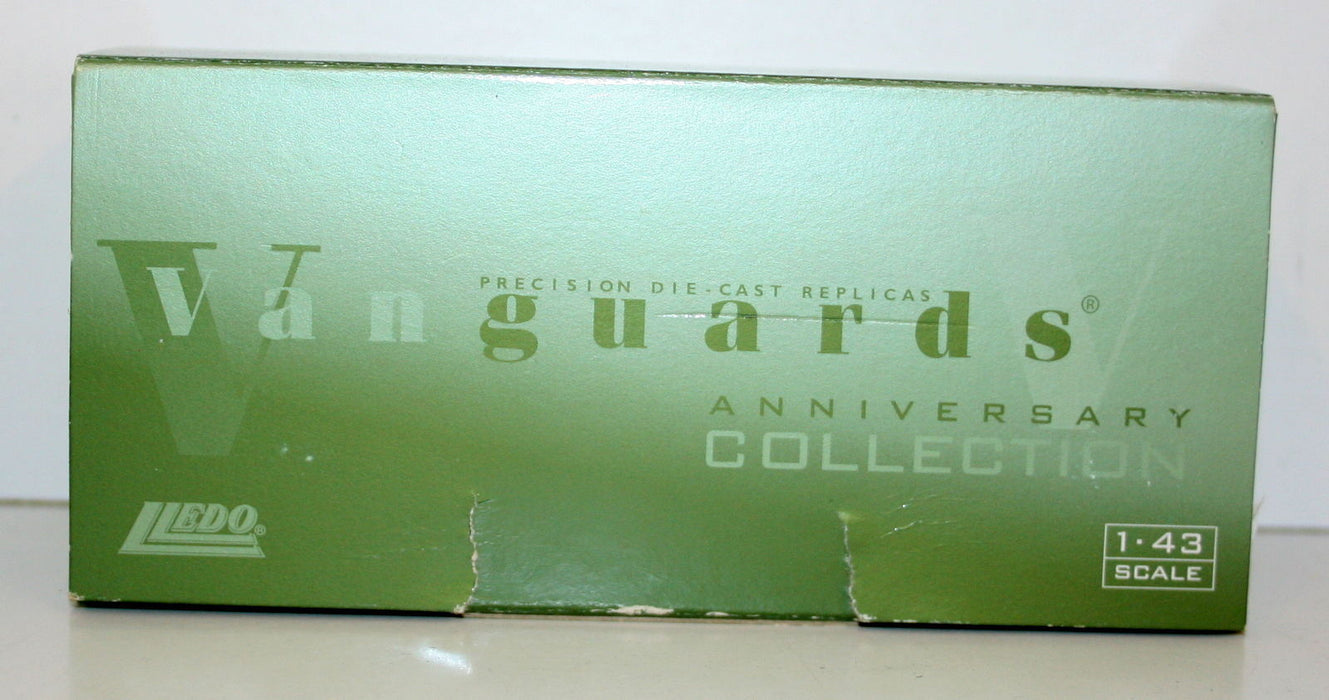 V
PRECISION DIE-CAST REPLICAS
Vanguards®
V
ANNIVERSARY
COLLECTION
LLEDO®
1·43
SCALE